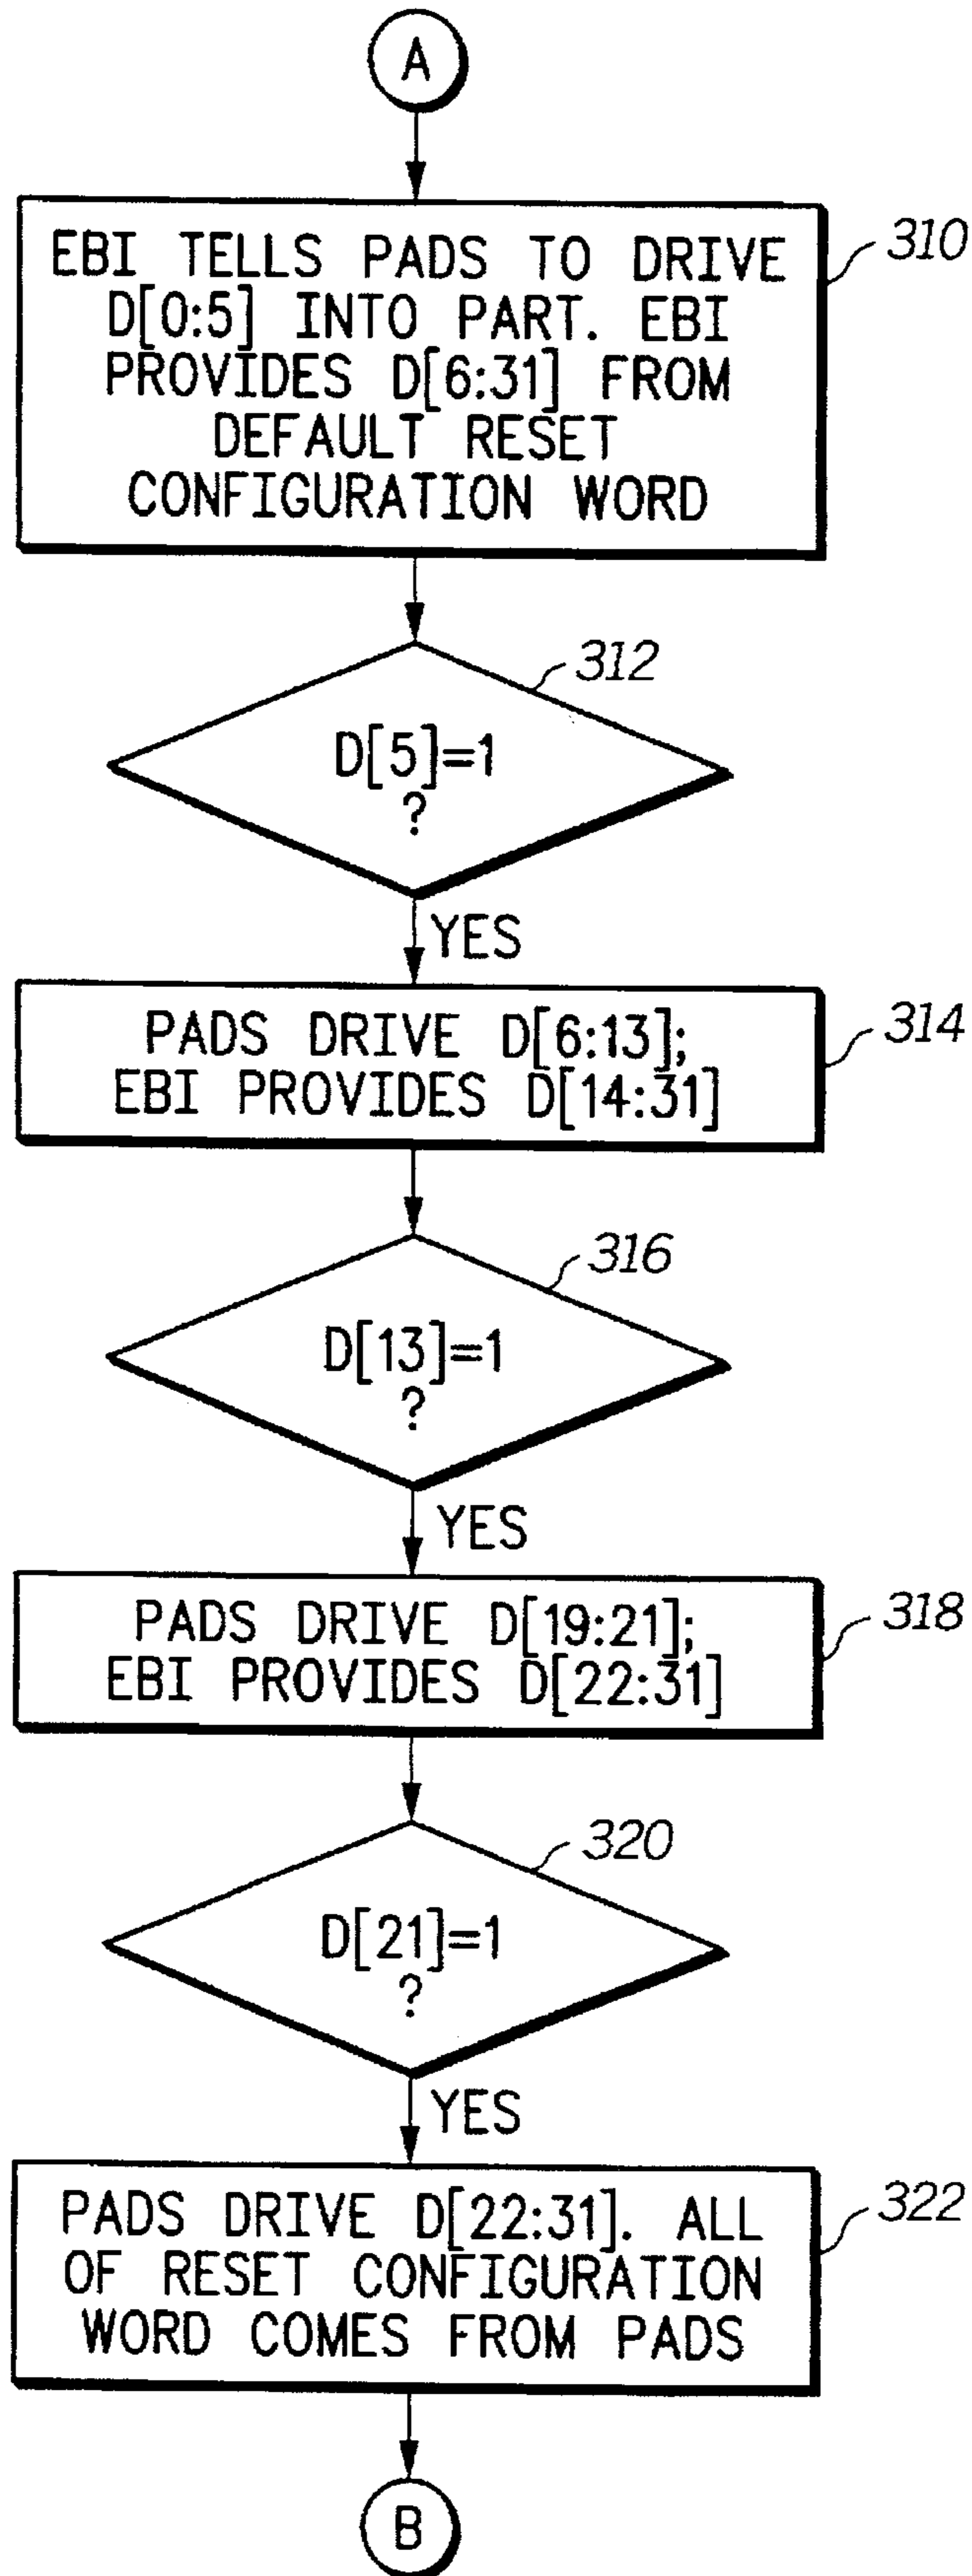 A
EBI TELLS PADS TO DRIVE
D[0:5] INTO PART. EBI
PROVIDES D[6:31] FROM
DEFAULT RESET
CONFIGURATION WORD
310
312
D[5]=1
?
YES
PADS DRIVE D[6:13];
EBI PROVIDES D[14:31]
314
316
D[13]=1
?
YES
PADS DRIVE D[19:21];
EBI PROVIDES D[22:31]
318
320
D[21]=1
?
YES
PADS DRIVE D[22:31]. ALL
OF RESET CONFIGURATION
WORD COMES FROM PADS
322
B